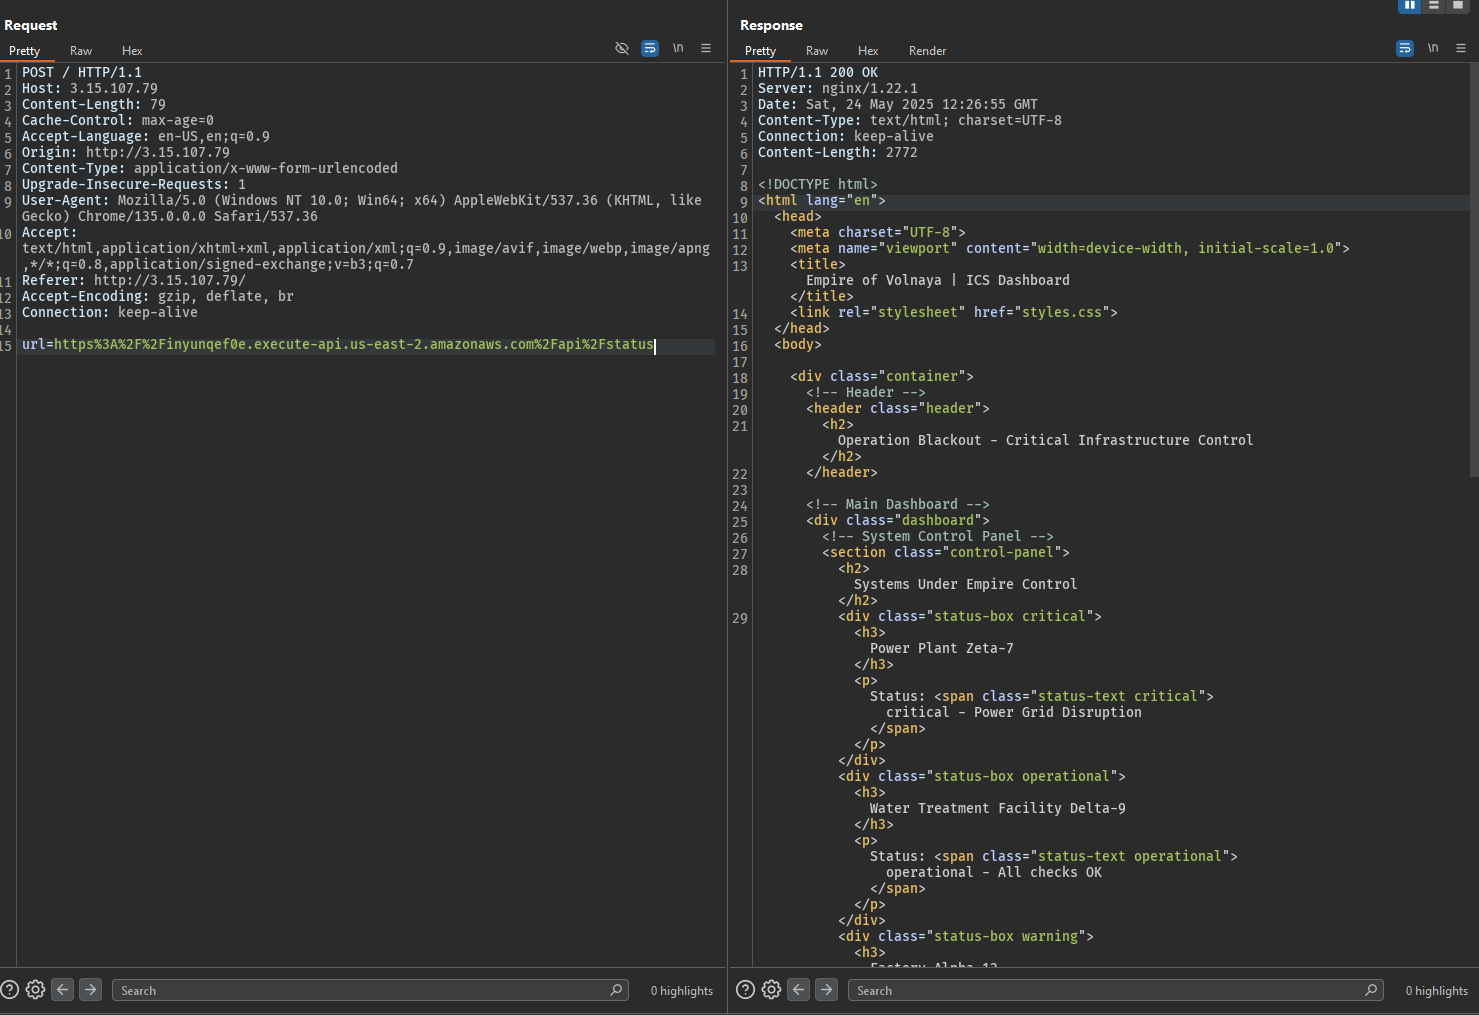 Request
Pretty Raw Hex
\n
1 POST / HTTP/1.1
2 Host: 3.15.107.79
3 Content-Length: 79
4 Cache-Control: max-age=0
5 Accept-Language: en-US,en;q=0.9
6 Origin: http://3.15.107.79
7 Content-Type: application/x-www-form-urlencoded
8 Upgrade-Insecure-Requests: 1
9 User-Agent: Mozilla/5.0 (Windows NT 10.0; Win64; x64) AppleWebKit/537.36 (KHTML, like
Gecko) Chrome/135.0.0.0 Safari/537.36
10 Accept:
text/html,application/xhtml+xml,application/xml;q=0.9,image/avif,image/webp,image/apng
,*/*;q=0.8,application/signed-exchange;v=b3;q=0.7
11 Referer: http://3.15.107.79/
12 Accept-Encoding: gzip, deflate, br
13 Connection: keep-alive
14
15 url=https%3A%2F%2Finyunqef0e.execute-api.us-east-2.amazonaws.com%2Fapi%2Fstatus
Search
0 highlights
Response
Pretty Raw Hex Render
\n
1 HTTP/1.1 200 OK
2 Server: nginx/1.22.1
3 Date: Sat, 24 May 2025 12:26:55 GMT
4 Content-Type: text/html; charset=UTF-8
5 Connection: keep-alive
6 Content-Length: 2772
7
8 <!DOCTYPE html>
9 <html lang="en">
10 <head>
11 <meta charset="UTF-8">
12 <meta name="viewport" content="width=device-width, initial-scale=1.0">
13 <title>
Empire of Volnaya | ICS Dashboard
</title>
14 <link rel="stylesheet" href="styles.css">
15 </head>
16 <body>
17
18 <div class="container">
19 <!-- Header -->
20 <header class="header">
21 <h2>
Operation Blackout - Critical Infrastructure Control
</h2>
22 </header>
23
24 <!-- Main Dashboard -->
25 <div class="dashboard">
26 <!-- System Control Panel -->
27 <section class="control-panel">
28 <h2>
Systems Under Empire Control
</h2>
29 <div class="status-box critical">
<h3>
Power Plant Zeta-7
</h3>
<p>
Status: <span class="status-text critical">
critical - Power Grid Disruption
</span>
</p>
</div>
<div class="status-box operational">
<h3>
Water Treatment Facility Delta-9
</h3>
<p>
Status: <span class="status-text operational">
operational - All checks OK
</span>
</p>
</div>
<div class="status-box warning">
<h3>
Factory Alpha-12
Search
0 highlights